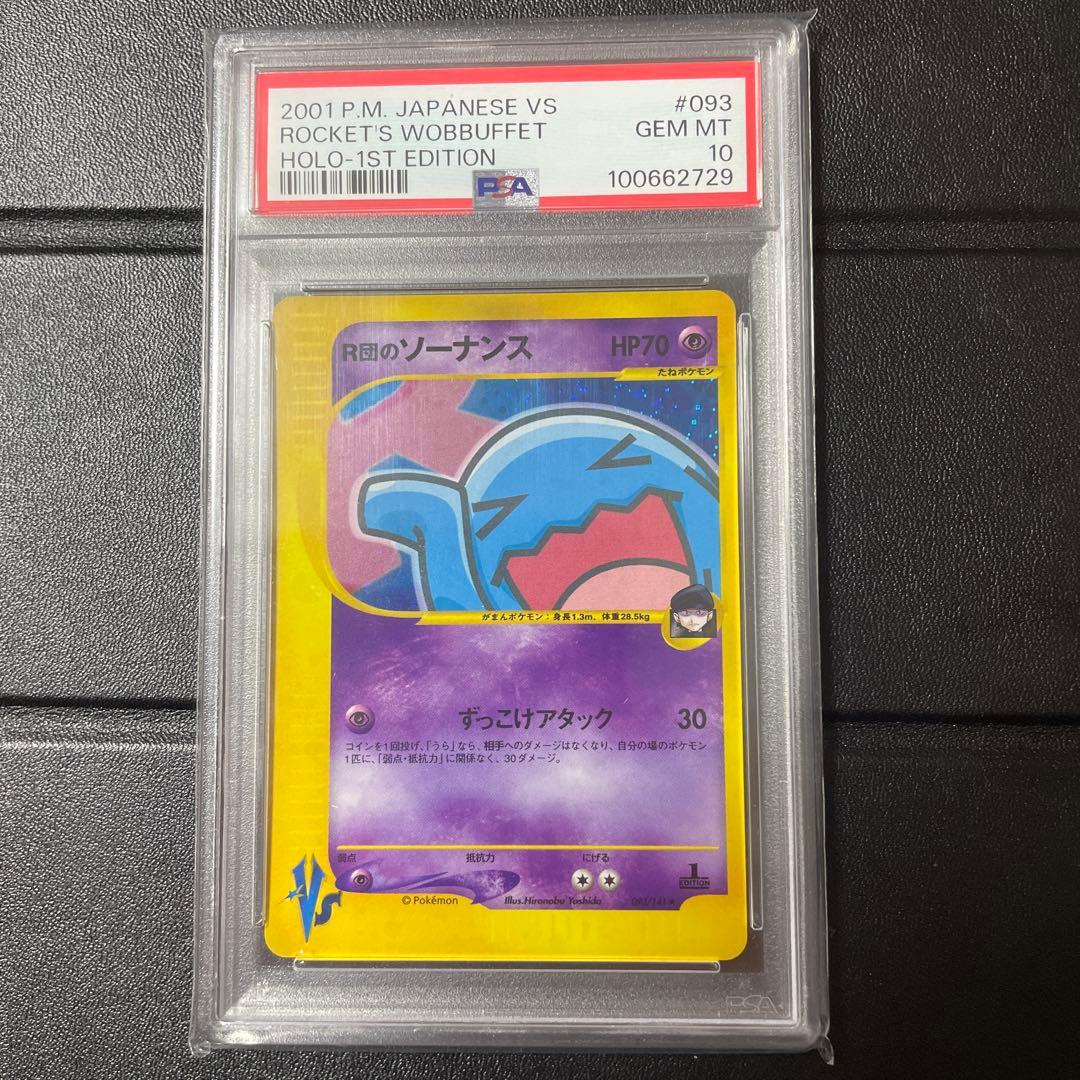 2001 P.M. JAPANESE VS #093
ROCKET'S WOBBUFFET GEM MT
HOLO-1ST EDITION 10
PSA 100662729
R団のソーナンス HP70
たねポケモン
がまんポケモン:身長1.3m、体重28.5kg
ずっこけアタック 30
コインを1回投げ、「うら」なら、相手へのダメージはなくなり、自分の場のポケモン
1匹に、「弱点・抵抗力」に関係なく、30ダメージ。
弱点 抵抗力 にげる
1
EDITION
VS
©Pokémon Illus.Hironobu Yoshida 093/141★
PSA